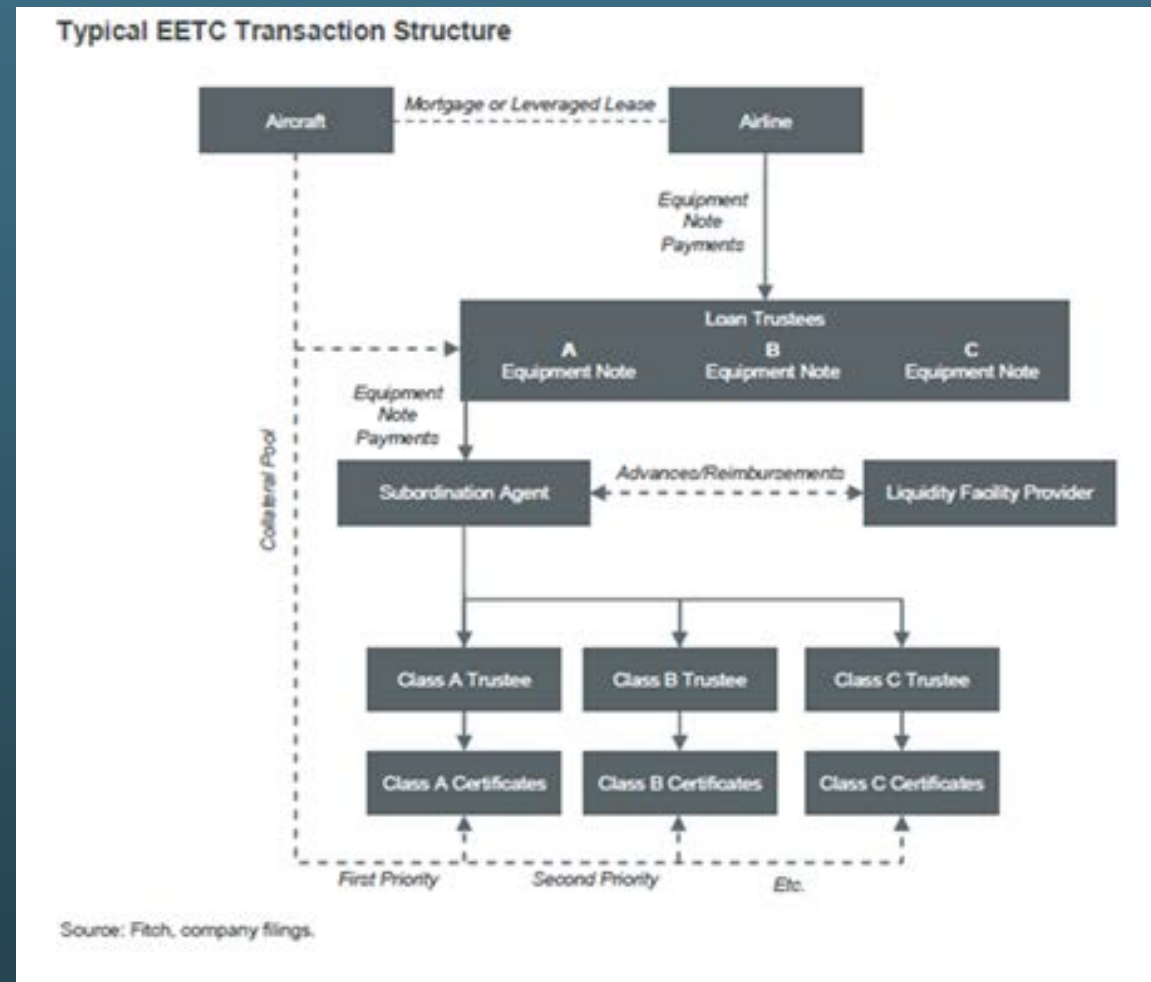 Typical EETC Transaction Structure
Aircraft
Mortgage or Leveraged Lease
Airline
Equipment
Note
Payments
Loan Trustees
A
Equipment Note
B
Equipment Note
C
Equipment Note
Equipment
Note
Payments
Collateral Pool
Subordination Agent
Advances/Reimbursements
Liquidity Facility Provider
Class A Trustee
Class B Trustee
Class C Trustee
Class A Certificates
Class B Certificates
Class C Certificates
First Priority
Second Priority
Etc.
Source: Fitch, company filings.